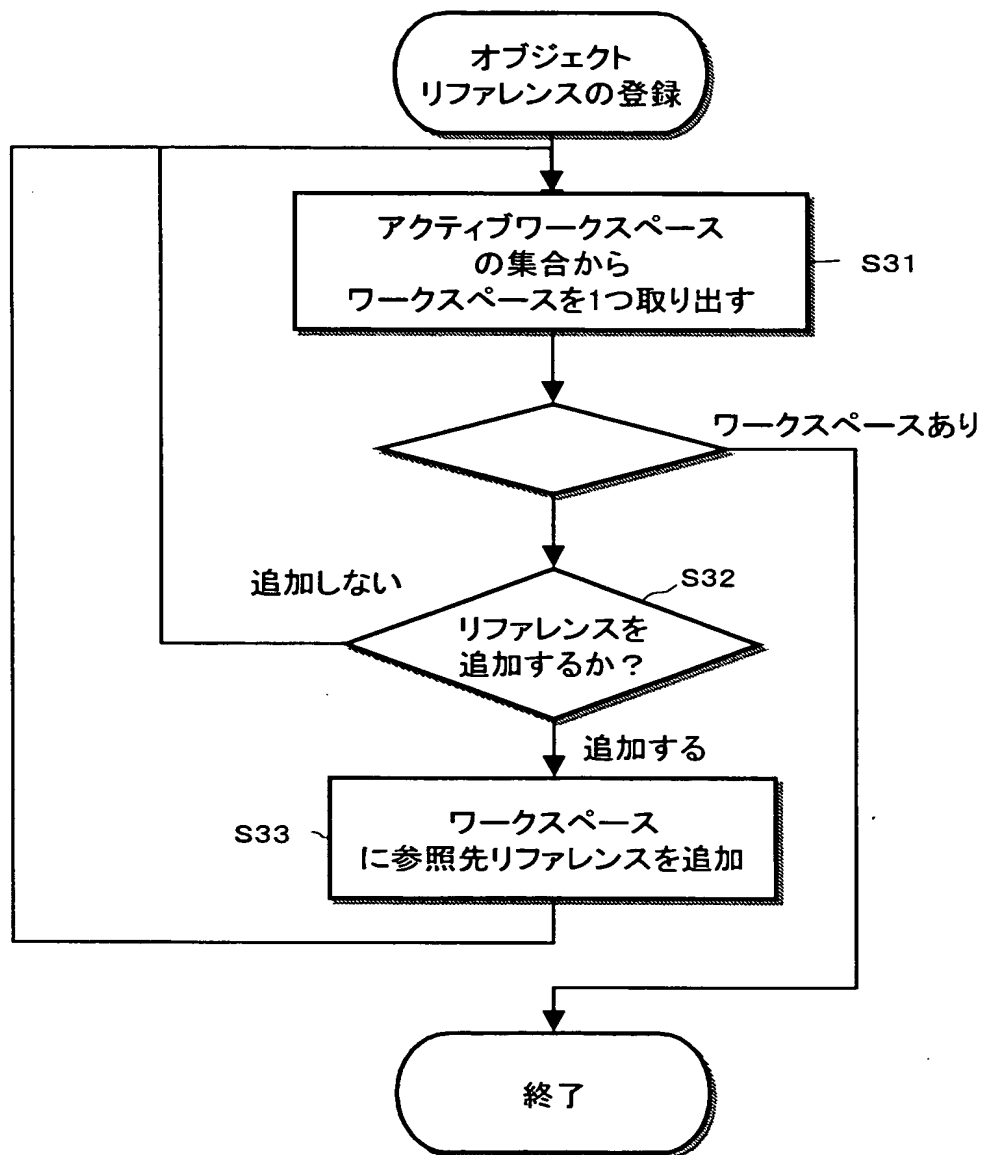 オブジェクト
リファレンスの登録
アクティブワークスペース
の集合から
ワークスペースを1つ取り出す
S31
ワークスペースあり
追加しない
S32
リファレンスを
追加するか？
追加する
S33
ワークスペース
に参照先リファレンスを追加
終了